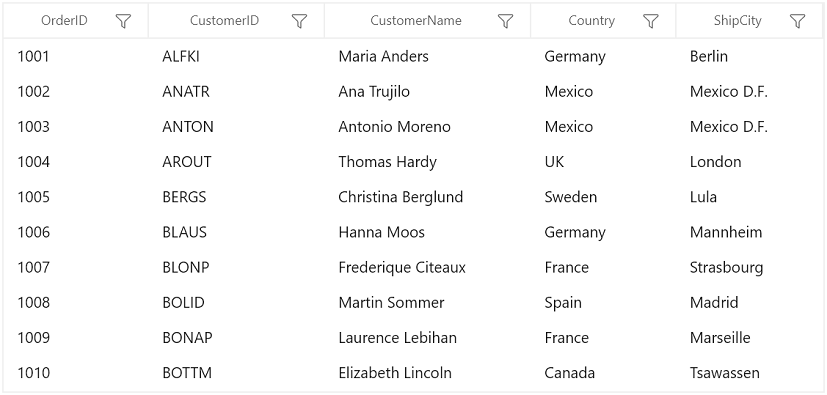 OrderID CustomerID CustomerName Country ShipCity
1001 ALFKI Maria Anders Germany Berlin
1002 ANATR Ana Trujilo Mexico Mexico D.F.
1003 ANTON Antonio Moreno Mexico Mexico D.F.
1004 AROUT Thomas Hardy UK London
1005 BERGS Christina Berglund Sweden Lula
1006 BLAUS Hanna Moos Germany Mannheim
1007 BLONP Frederique Citeaux France Strasbourg
1008 BOLID Martin Sommer Spain Madrid
1009 BONAP Laurence Lebihan France Marseille
1010 BOTTM Elizabeth Lincoln Canada Tsawassen